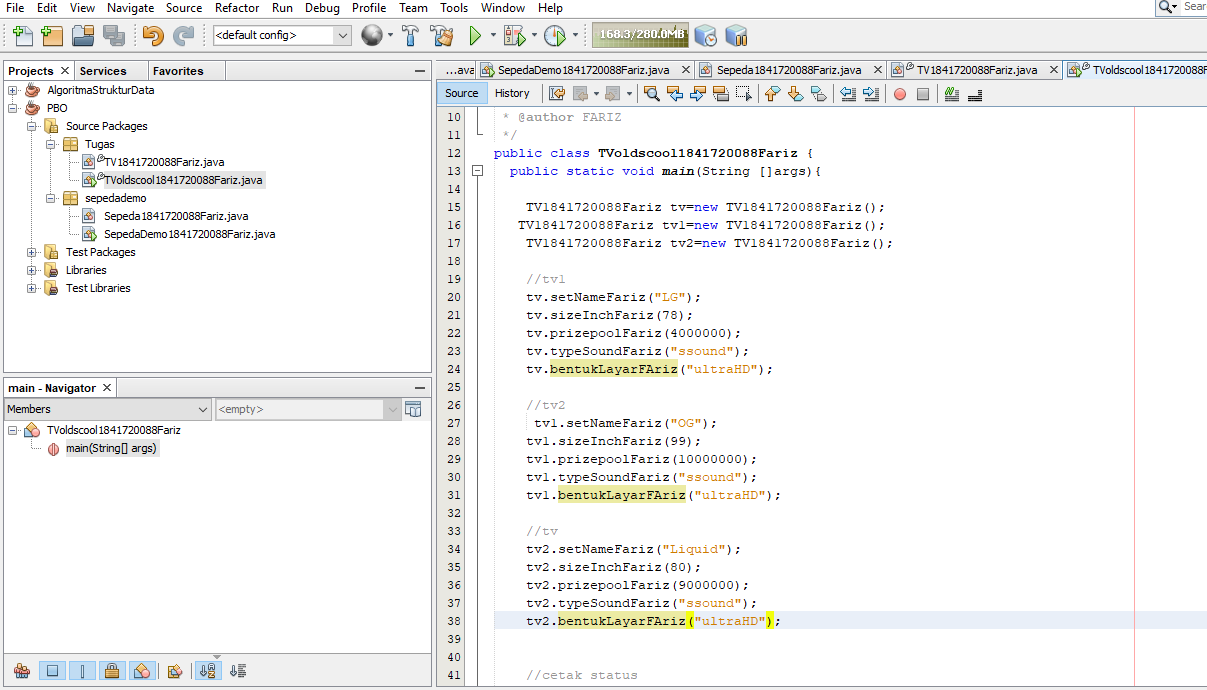 File Edit View Navigate Source Refactor Run Debug Profile Team Tools Window Help
Sear
<default config>
168.3/280.0MB
Projects Services Favorites
AlgoritmaStrukturData
PBO
Source Packages
Tugas
TV1841720088Fariz.java
TVoldscool1841720088Fariz.java
sepedademo
Sepeda1841720088Fariz.java
SepedaDemo1841720088Fariz.java
Test Packages
Libraries
Test Libraries
main - Navigator
Members
<empty>
TVoldscool1841720088Fariz
main(String[] args)
...ava SepedaDemo1841720088Fariz.java Sepeda1841720088Fariz.java TV1841720088Fariz.java TVoldscool1841720088F
Source History
10 * @author FARIZ
11 */
12 public class TVoldscool1841720088Fariz {
13 public static void main(String []args){
14
15 TV1841720088Fariz tv=new TV1841720088Fariz();
16 TV1841720088Fariz tv1=new TV1841720088Fariz();
17 TV1841720088Fariz tv2=new TV1841720088Fariz();
18
19 //tv1
20 tv.setNameFariz("LG");
21 tv.sizeInchFariz(78);
22 tv.prizepoolFariz(4000000);
23 tv.typeSoundFariz("ssound");
24 tv.bentukLayarFAriz("ultraHD");
25
26 //tv2
27 tv1.setNameFariz("OG");
28 tv1.sizeInchFariz(99);
29 tv1.prizepoolFariz(10000000);
30 tv1.typeSoundFariz("ssound");
31 tv1.bentukLayarFAriz("ultraHD");
32
33 //tv
34 tv2.setNameFariz("Liquid");
35 tv2.sizeInchFariz(80);
36 tv2.prizepoolFariz(9000000);
37 tv2.typeSoundFariz("ssound");
38 tv2.bentukLayarFAriz("ultraHD");
39
40
41 //cetak status